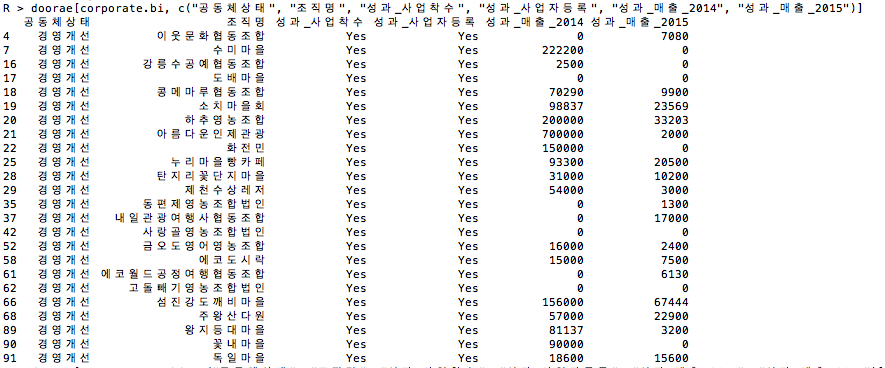 R > doorae[corporate.bi, c("공동체상태", "조직명", "성과_사업착수", "성과_사업자등록", "성과_매출_2014", "성과_매출_2015")]
공동체상태 조직명 성과_사업착수 성과_사업자등록 성과_매출_2014 성과_매출_2015
4 경영개선 이웃문화협동조합 Yes Yes 0 7080
7 경영개선 수미마을 Yes Yes 222200 0
16 경영개선 강릉수공예협동조합 Yes Yes 2500 0
17 경영개선 도배마을 Yes Yes 0 0
18 경영개선 콩메마루협동조합 Yes Yes 70290 9900
19 경영개선 소치마을회 Yes Yes 98837 23569
20 경영개선 하추영농조합 Yes Yes 200000 33203
21 경영개선 아름다운인제관광 Yes Yes 700000 2000
22 경영개선 화전민 Yes Yes 150000 0
25 경영개선 누리마을빵카페 Yes Yes 93300 20500
28 경영개선 탄지리꽃단지마을 Yes Yes 31000 10200
29 경영개선 제천수상레저 Yes Yes 54000 3000
35 경영개선 동편제영농조합법인 Yes Yes 0 1300
37 경영개선 내일관광여행사협동조합 Yes Yes 0 17000
42 경영개선 사랑골영농조합법인 Yes Yes 0 0
52 경영개선 금오도영어영농조합 Yes Yes 16000 2400
58 경영개선 에코도시락 Yes Yes 15000 7500
61 경영개선 에코월드공정여행협동조합 Yes Yes 0 6130
62 경영개선 고돌빼기영농조합법인 Yes Yes 0 0
66 경영개선 섬진강도깨비마을 Yes Yes 156000 67444
68 경영개선 주왕산다원 Yes Yes 57000 22900
89 경영개선 왕지등대마을 Yes Yes 81137 3200
90 경영개선 꽃내마을 Yes Yes 90000 0
91 경영개선 독일마을 Yes Yes 18600 15600